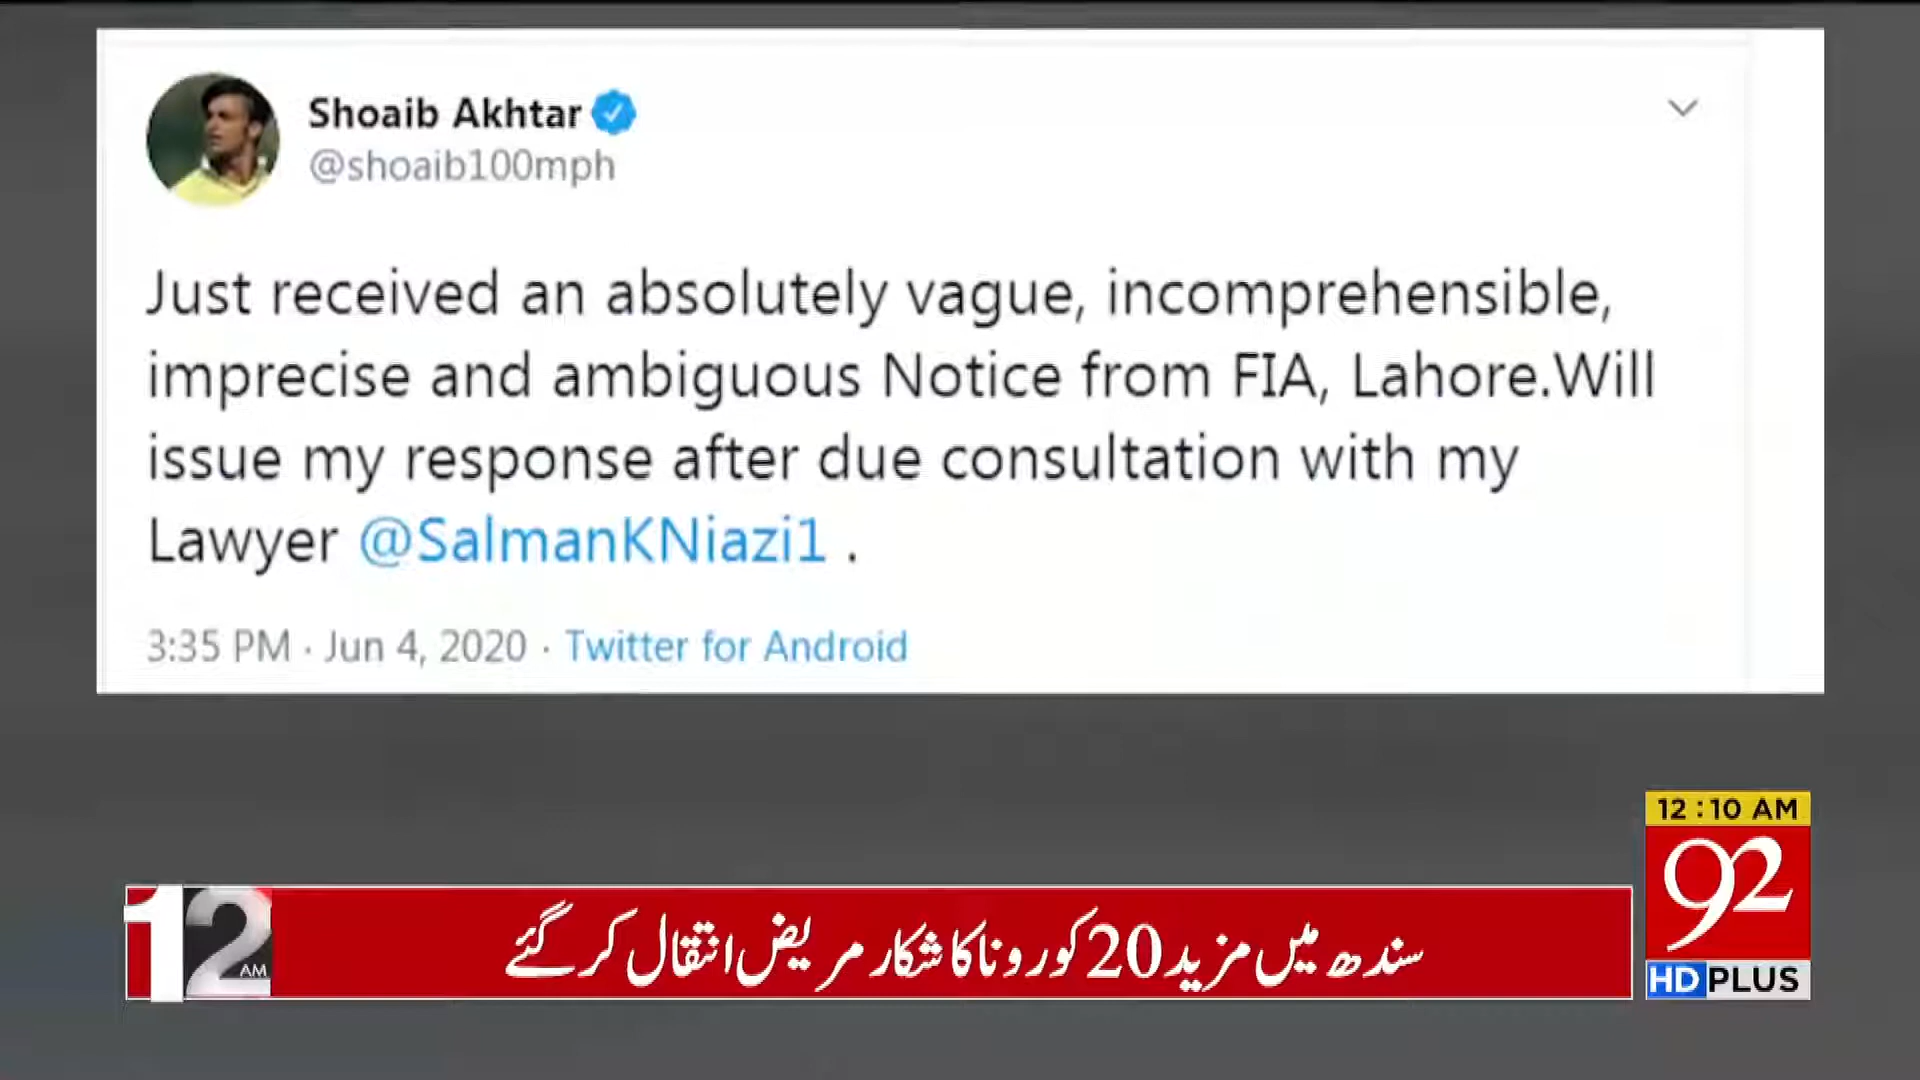 Shoaib Akhtar
@shoaib100mph
Just received an absolutely vague, incomprehensible,
imprecise and ambiguous Notice from FIA, Lahore.Will
issue my response after due consultation with my
Lawyer @SalmanKNiazi1 .
3:35 PM · Jun 4, 2020 · Twitter for Android
12:10 AM
92
HD PLUS
12 AM
سندھ میں مزید 20 کورونا کا شکار مریض انتقال کر گئے